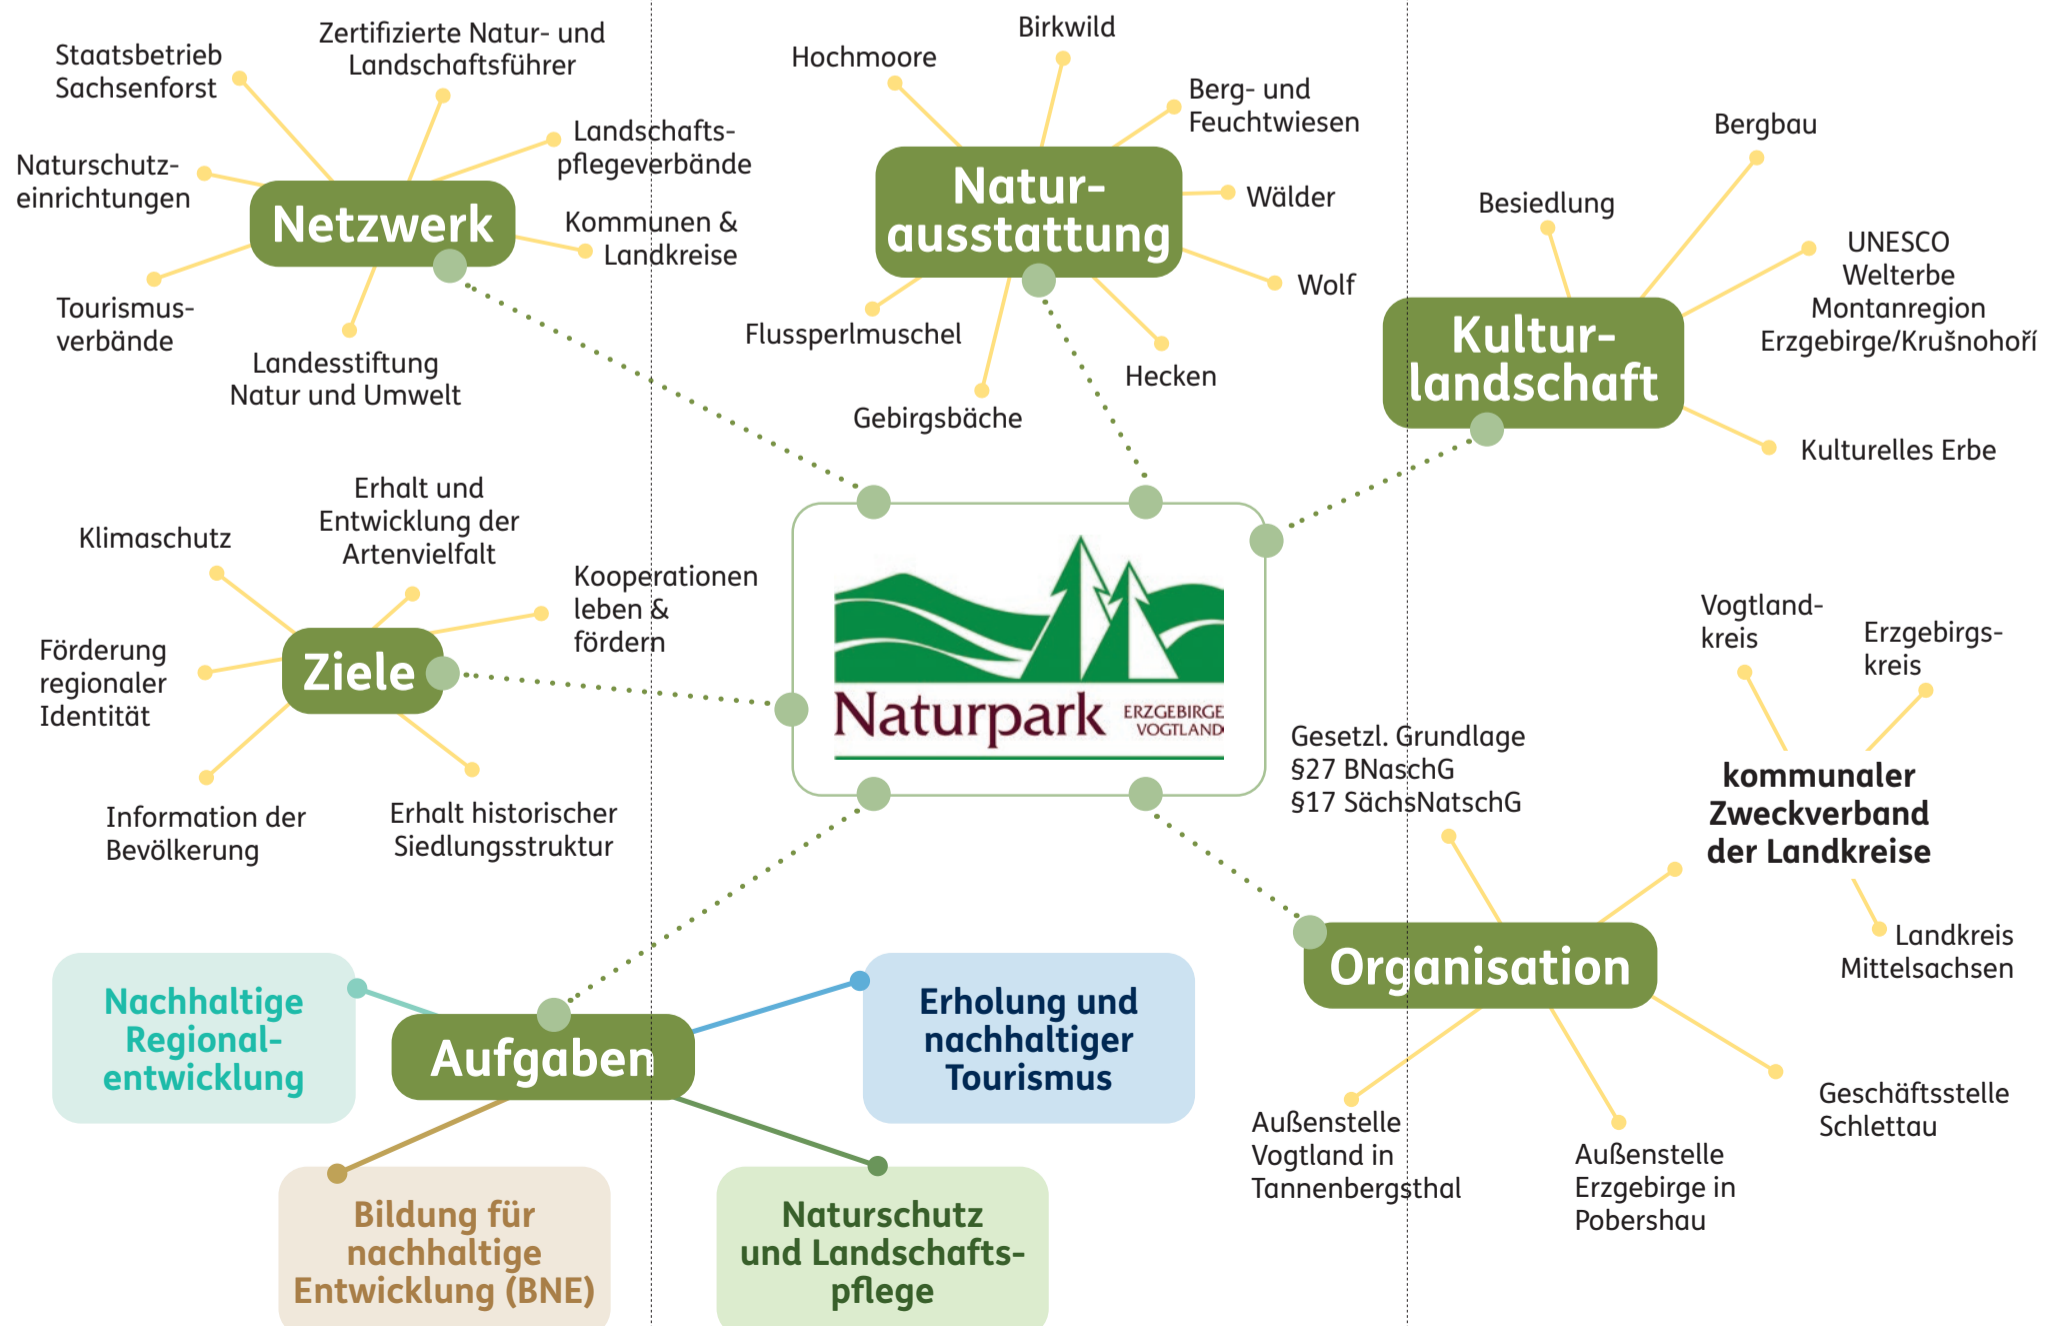 Staatsbetrieb
Sachsenforst
Zertifizierte Natur- und
Landschaftsführer
Landschafts-
pflegeverbände
Naturschutz-
einrichtungen
Netzwerk
Kommunen &
Landkreise
Tourismus-
verbände
Landesstiftung
Natur und Umwelt
Hochmoore
Birkwild
Berg- und
Feuchtwiesen
Natur-
ausstattung
Wälder
Wolf
Flussperlmuschel
Hecken
Gebirgsbäche
Bergbau
Besiedlung
UNESCO
Welterbe
Montanregion
Erzgebirge/Krušnohoří
Kultur-
landschaft
Kulturelles Erbe
Klimaschutz
Erhalt und
Entwicklung der
Artenvielfalt
Kooperationen
leben &
fördern
Förderung
regionaler
Identität
Ziele
Information der
Bevölkerung
Erhalt historischer
Siedlungsstruktur
Naturpark
ERZGEBIRGE
VOGTLAND
Vogtland-
kreis
Erzgebirgs-
kreis
Gesetzl. Grundlage
§27 BNaschG
§17 SächsNatschG
kommunaler
Zweckverband
der Landkreise
Landkreis
Mittelsachsen
Organisation
Geschäftsstelle
Schlettau
Außenstelle
Vogtland in
Tannenbergsthal
Außenstelle
Erzgebirge in
Pobershau
Nachhaltige
Regional-
entwicklung
Aufgaben
Erholung und
nachhaltiger
Tourismus
Bildung für
nachhaltige
Entwicklung (BNE)
Naturschutz
und Landschafts-
pflege